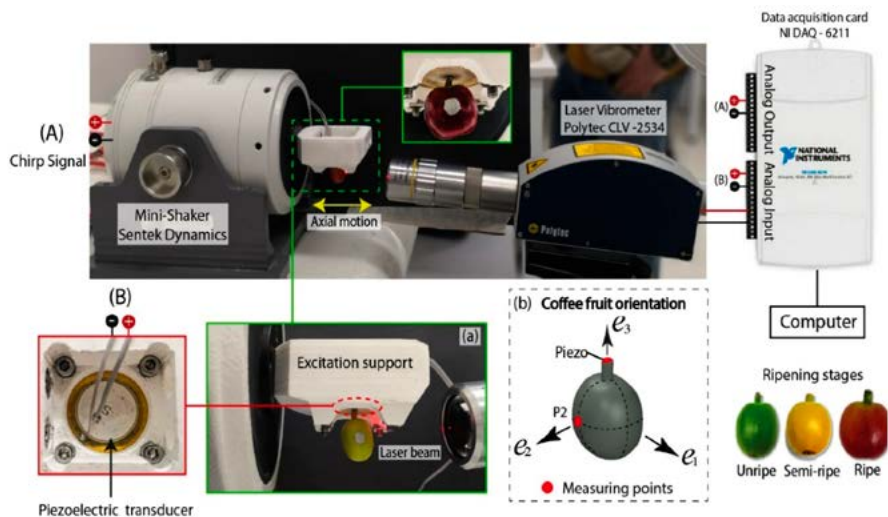 Data acquisition card
NI DAQ - 6211
(A)
Chirp Signal
Mini-Shaker
Sentek Dynamics
Axial motion
Laser Vibrometer
Polytec CLV -2534
Polytec
Analog Output
Analog Input
(A)
(B)
NATIONAL
INSTRUMENTS
Computer
(B)
Piezoelectric transducer
(a)
Excitation support
Laser beam
(b) Coffee fruit orientation
e3
Piezo
P2
e2
e1
Measuring points
Ripening stages
Unripe
Semi-ripe
Ripe